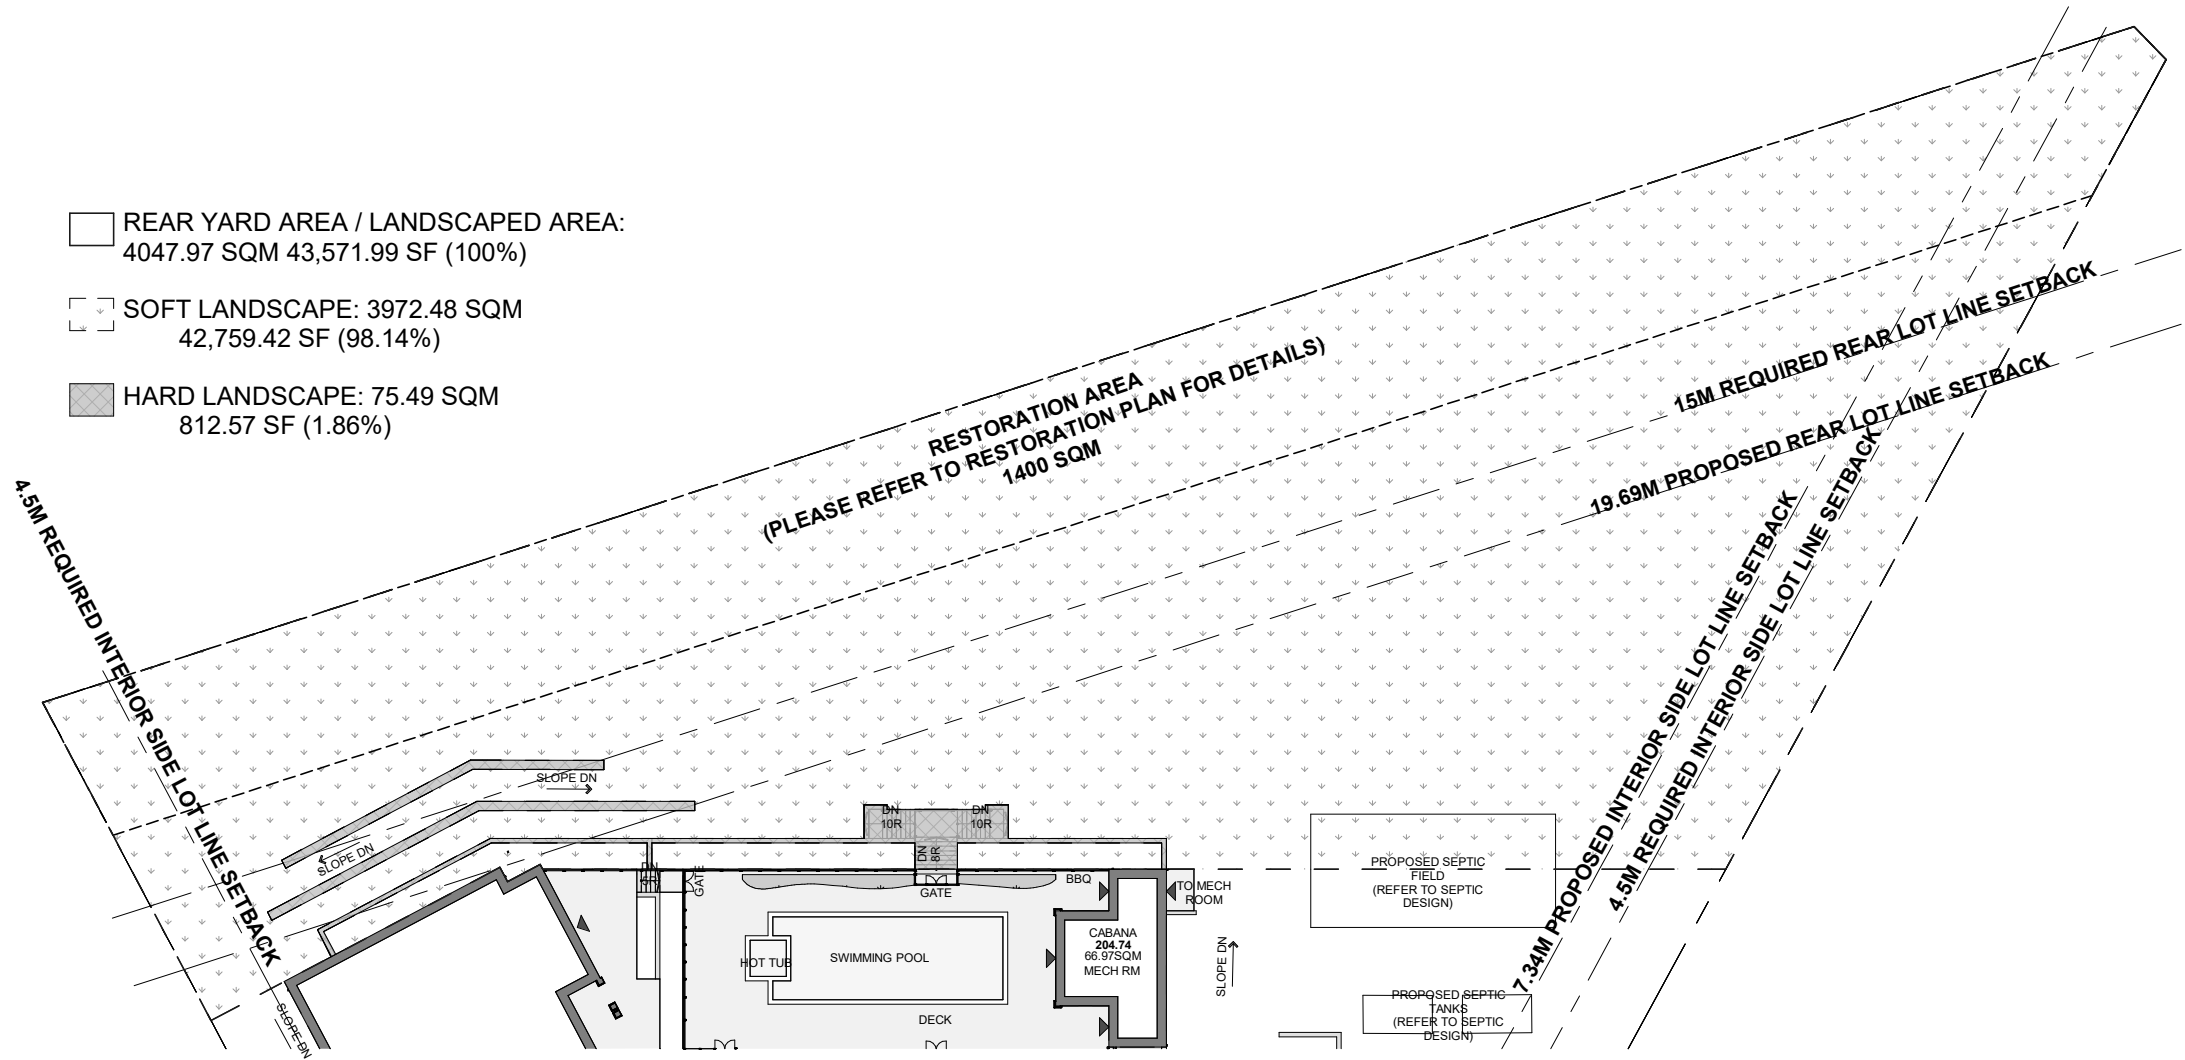 REAR YARD AREA / LANDSCAPED AREA:
4047.97 SQM 43,571.99 SF (100%)
SOFT LANDSCAPE: 3972.48 SQM
42,759.42 SF (98.14%)
HARD LANDSCAPE: 75.49 SQM
812.57 SF (1.86%)
RESTORATION AREA
(PLEASE REFER TO RESTORATION PLAN FOR DETAILS)
1400 SQM
15M REQUIRED REAR LOT LINE SETBACK
19.69M PROPOSED REAR LOT LINE SETBACK
4.5M REQUIRED INTERIOR SIDE LOT LINE SETBACK
7.34M PROPOSED INTERIOR SIDE LOT LINE SETBACK
4.5M REQUIRED INTERIOR SIDE LOT LINE SETBACK
SLOPE DN
SLOPE DN
DN
10R
DN
10R
DN
8R
DN
GATE
GATE
BBQ
TO MECH
ROOM
PROPOSED SEPTIC
FIELD
(REFER TO SEPTIC
DESIGN)
CABANA
204.74
66.97SQM
MECH RM
HOT TUB
SWIMMING POOL
SLOPE DN
DECK
PROPOSED SEPTIC
TANKS
(REFER TO SEPTIC
DESIGN)
SLOPE DN